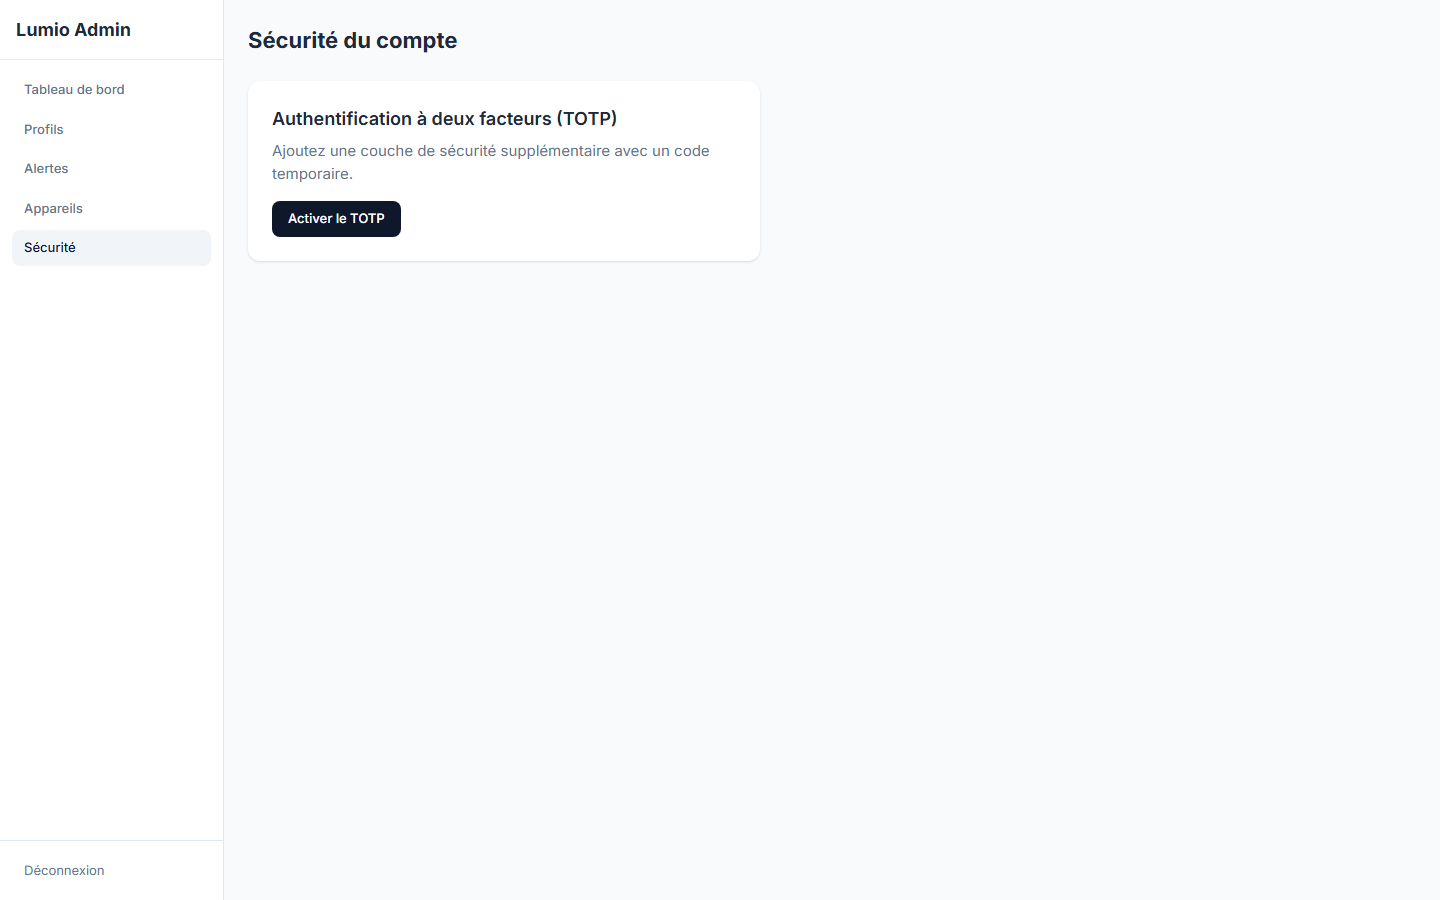 Lumio Admin
Tableau de bord
Profils
Alertes
Appareils
Sécurité
Déconnexion
Sécurité du compte
Authentification à deux facteurs (TOTP)
Ajoutez une couche de sécurité supplémentaire avec un code
temporaire.
Activer le TOTP